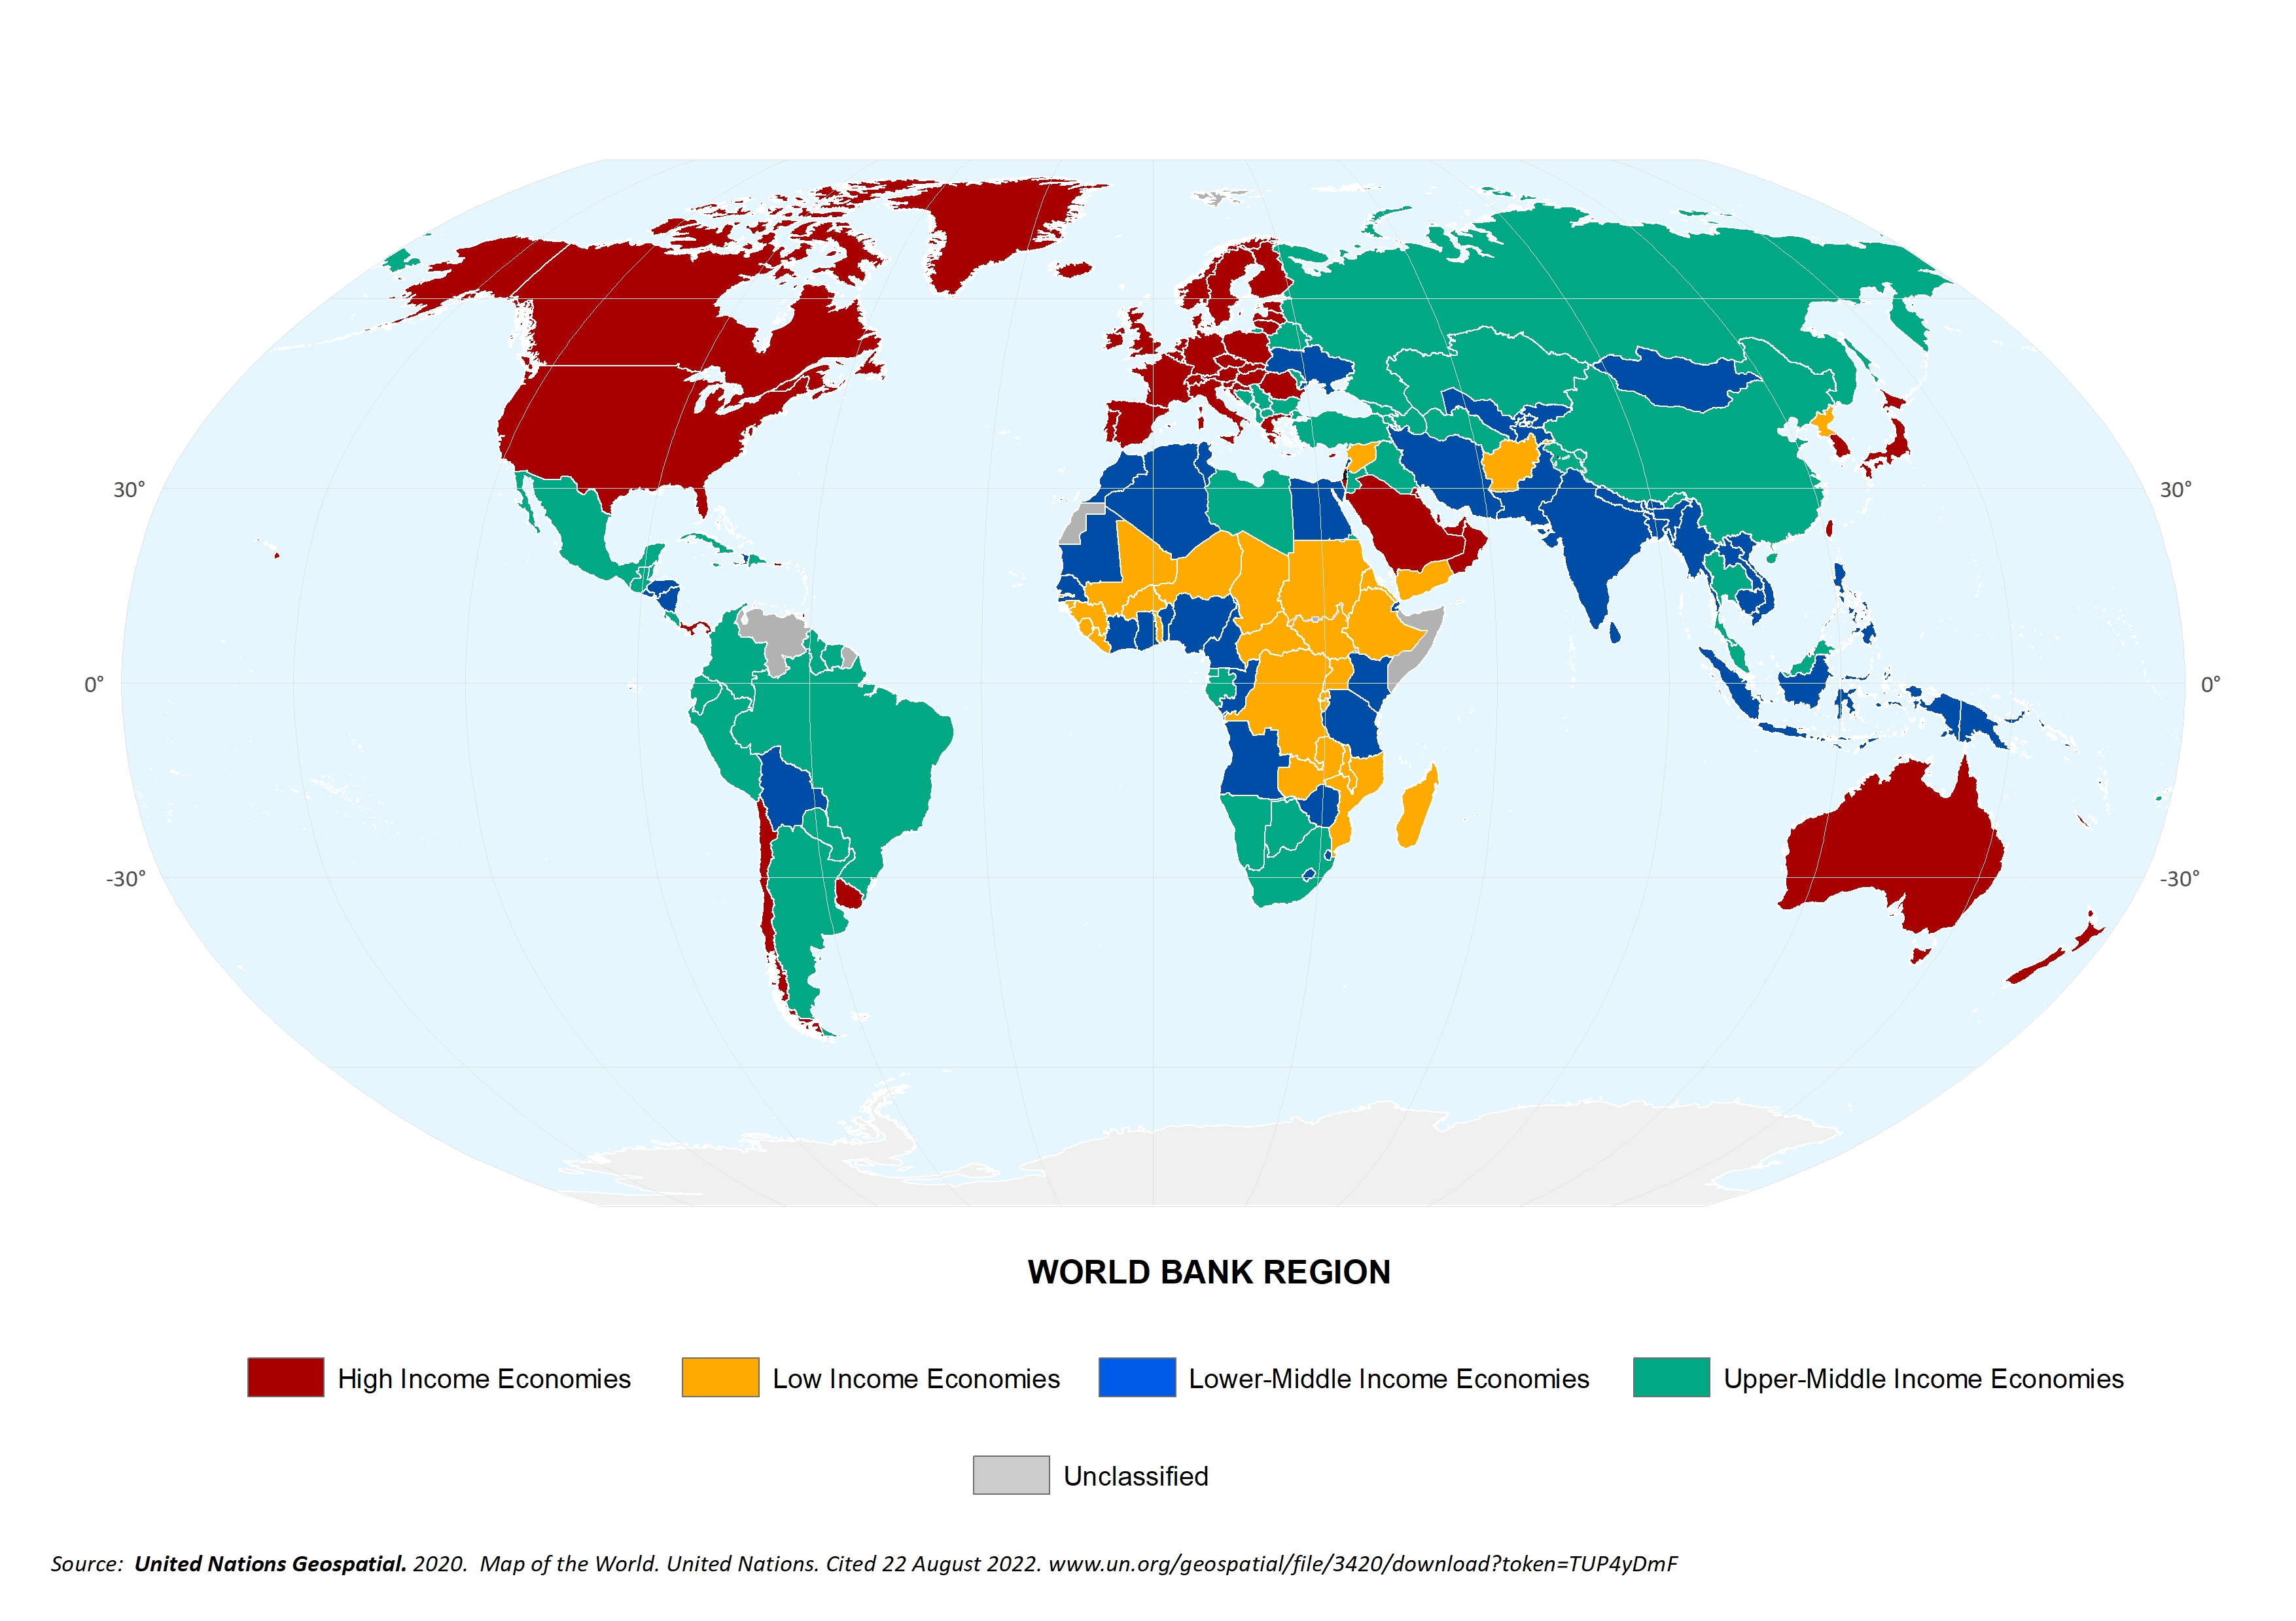 30°
30°
0°
0°
-30°
-30°
WORLD BANK REGION
High Income Economies
Low Income Economies
Lower-Middle Income Economies
Upper-Middle Income Economies
Unclassified
Source: United Nations Geospatial. 2020. Map of the World. United Nations. Cited 22 August 2022. www.un.org/geospatial/file/3420/download?token=TUP4yDmF